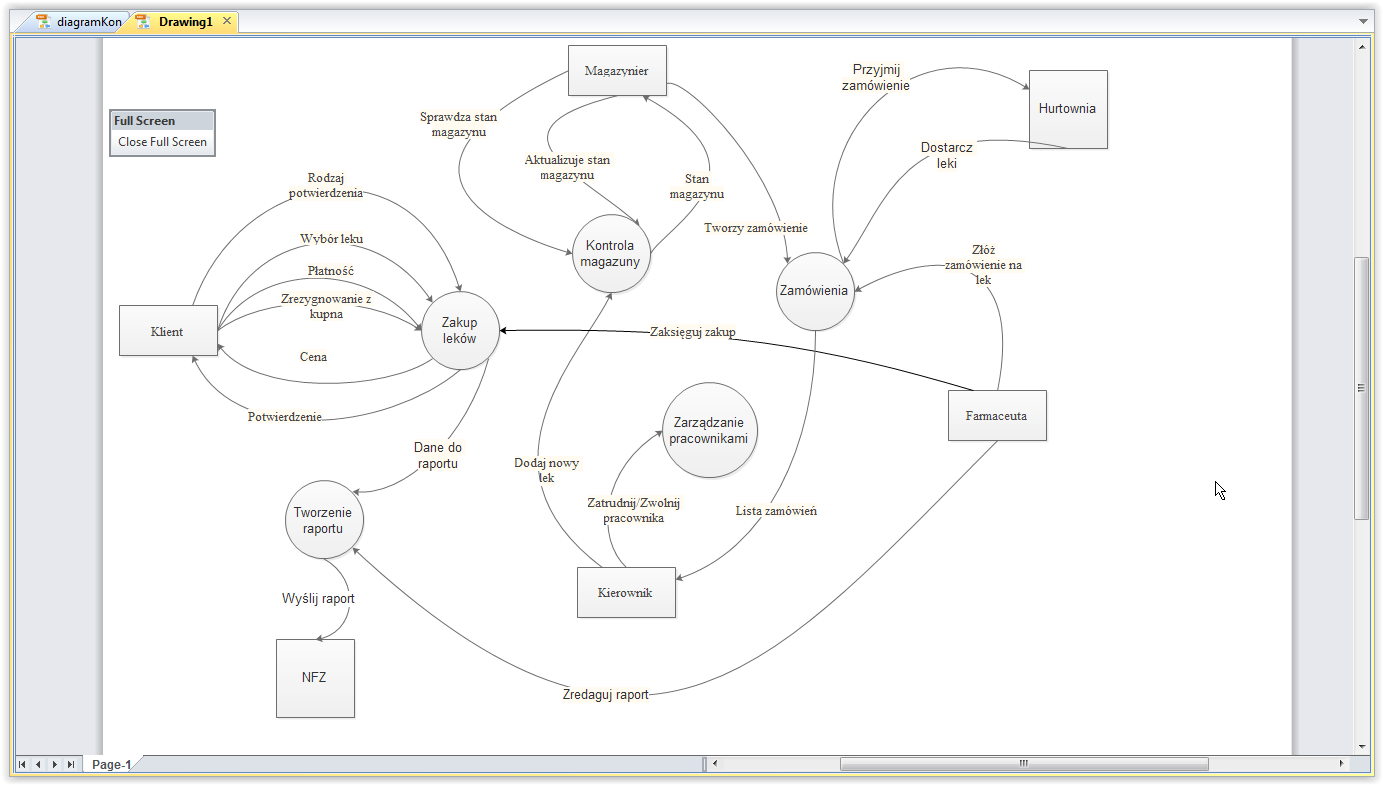 diagramKon
Drawing1
Full Screen
Close Full Screen
Magazynier
Przyjmij
zamówienie
Hurtownia
Sprawdza stan
magazynu
Dostarcz
leki
Aktualizuje stan
magazynu
Stan
magazynu
Rodzaj
potwierdzenia
Tworzy zamówienie
Wybór leku
Kontrola
magazuny
Złóż
zamówienie na
lek
Płatność
Zamówienia
Zrezygnowanie z
kupna
Klient
Zakup
leków
Zaksięguj zakup
Cena
Potwierdzenie
Zarządzanie
pracownikami
Farmaceuta
Dane do
raportu
Dodaj nowy
lek
Zatrudnij/Zwolnij
pracownika
Lista zamówień
Tworzenie
raportu
Wyślij raport
Kierownik
NFZ
Zredaguj raport
Page-1